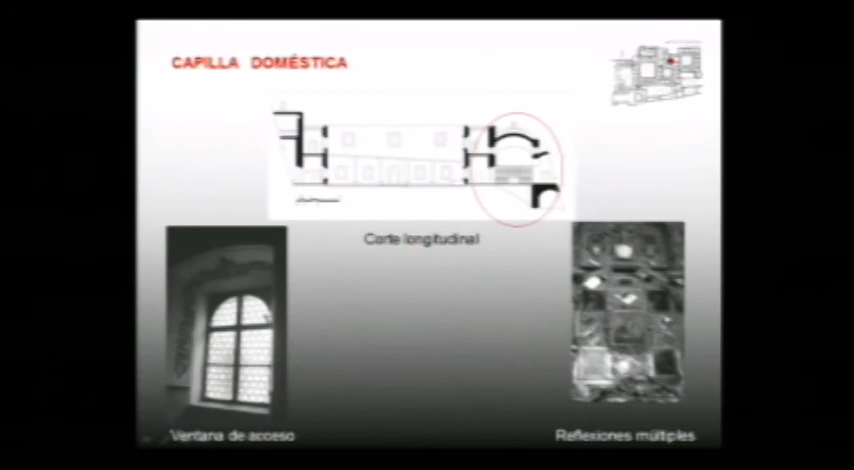 CAPILLA DOMÉSTICA
Corte longitudinal
Ventana de acceso
Reflexiones múltiples